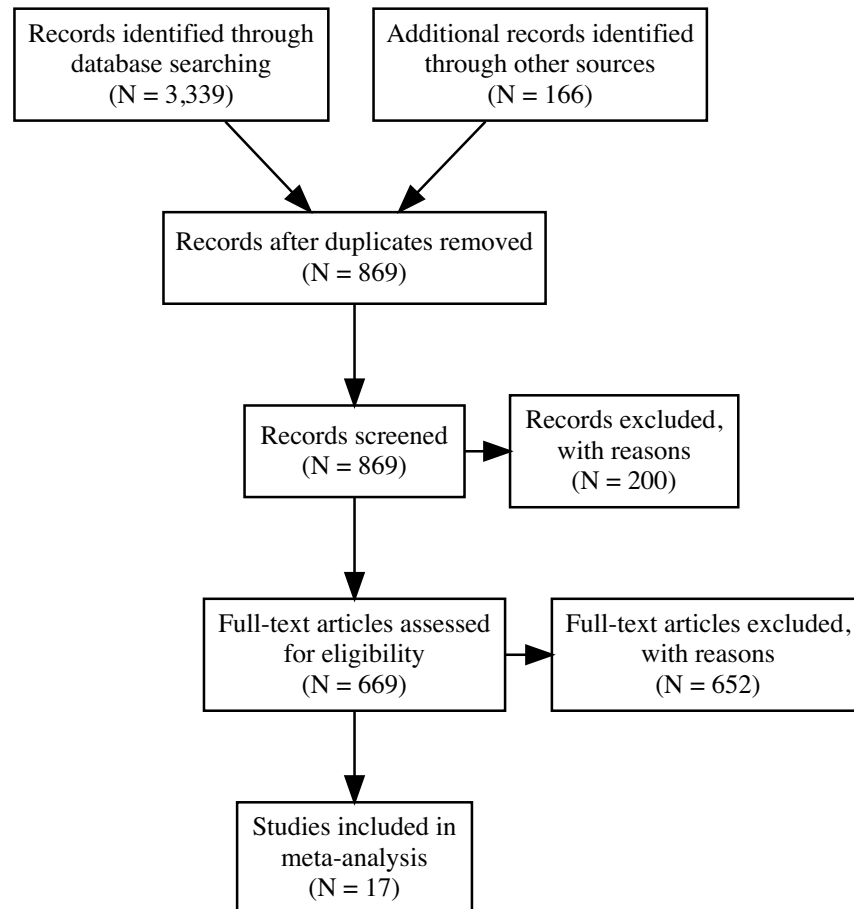 Records identified through
database searching
(N = 3,339)
Additional records identified
through other sources
(N = 166)
Records after duplicates removed
(N = 869)
Records screened
(N = 869)
Records excluded,
with reasons
(N = 200)
Full-text articles assessed
for eligibility
(N = 669)
Full-text articles excluded,
with reasons
(N = 652)
Studies included in
meta-analysis
(N = 17)